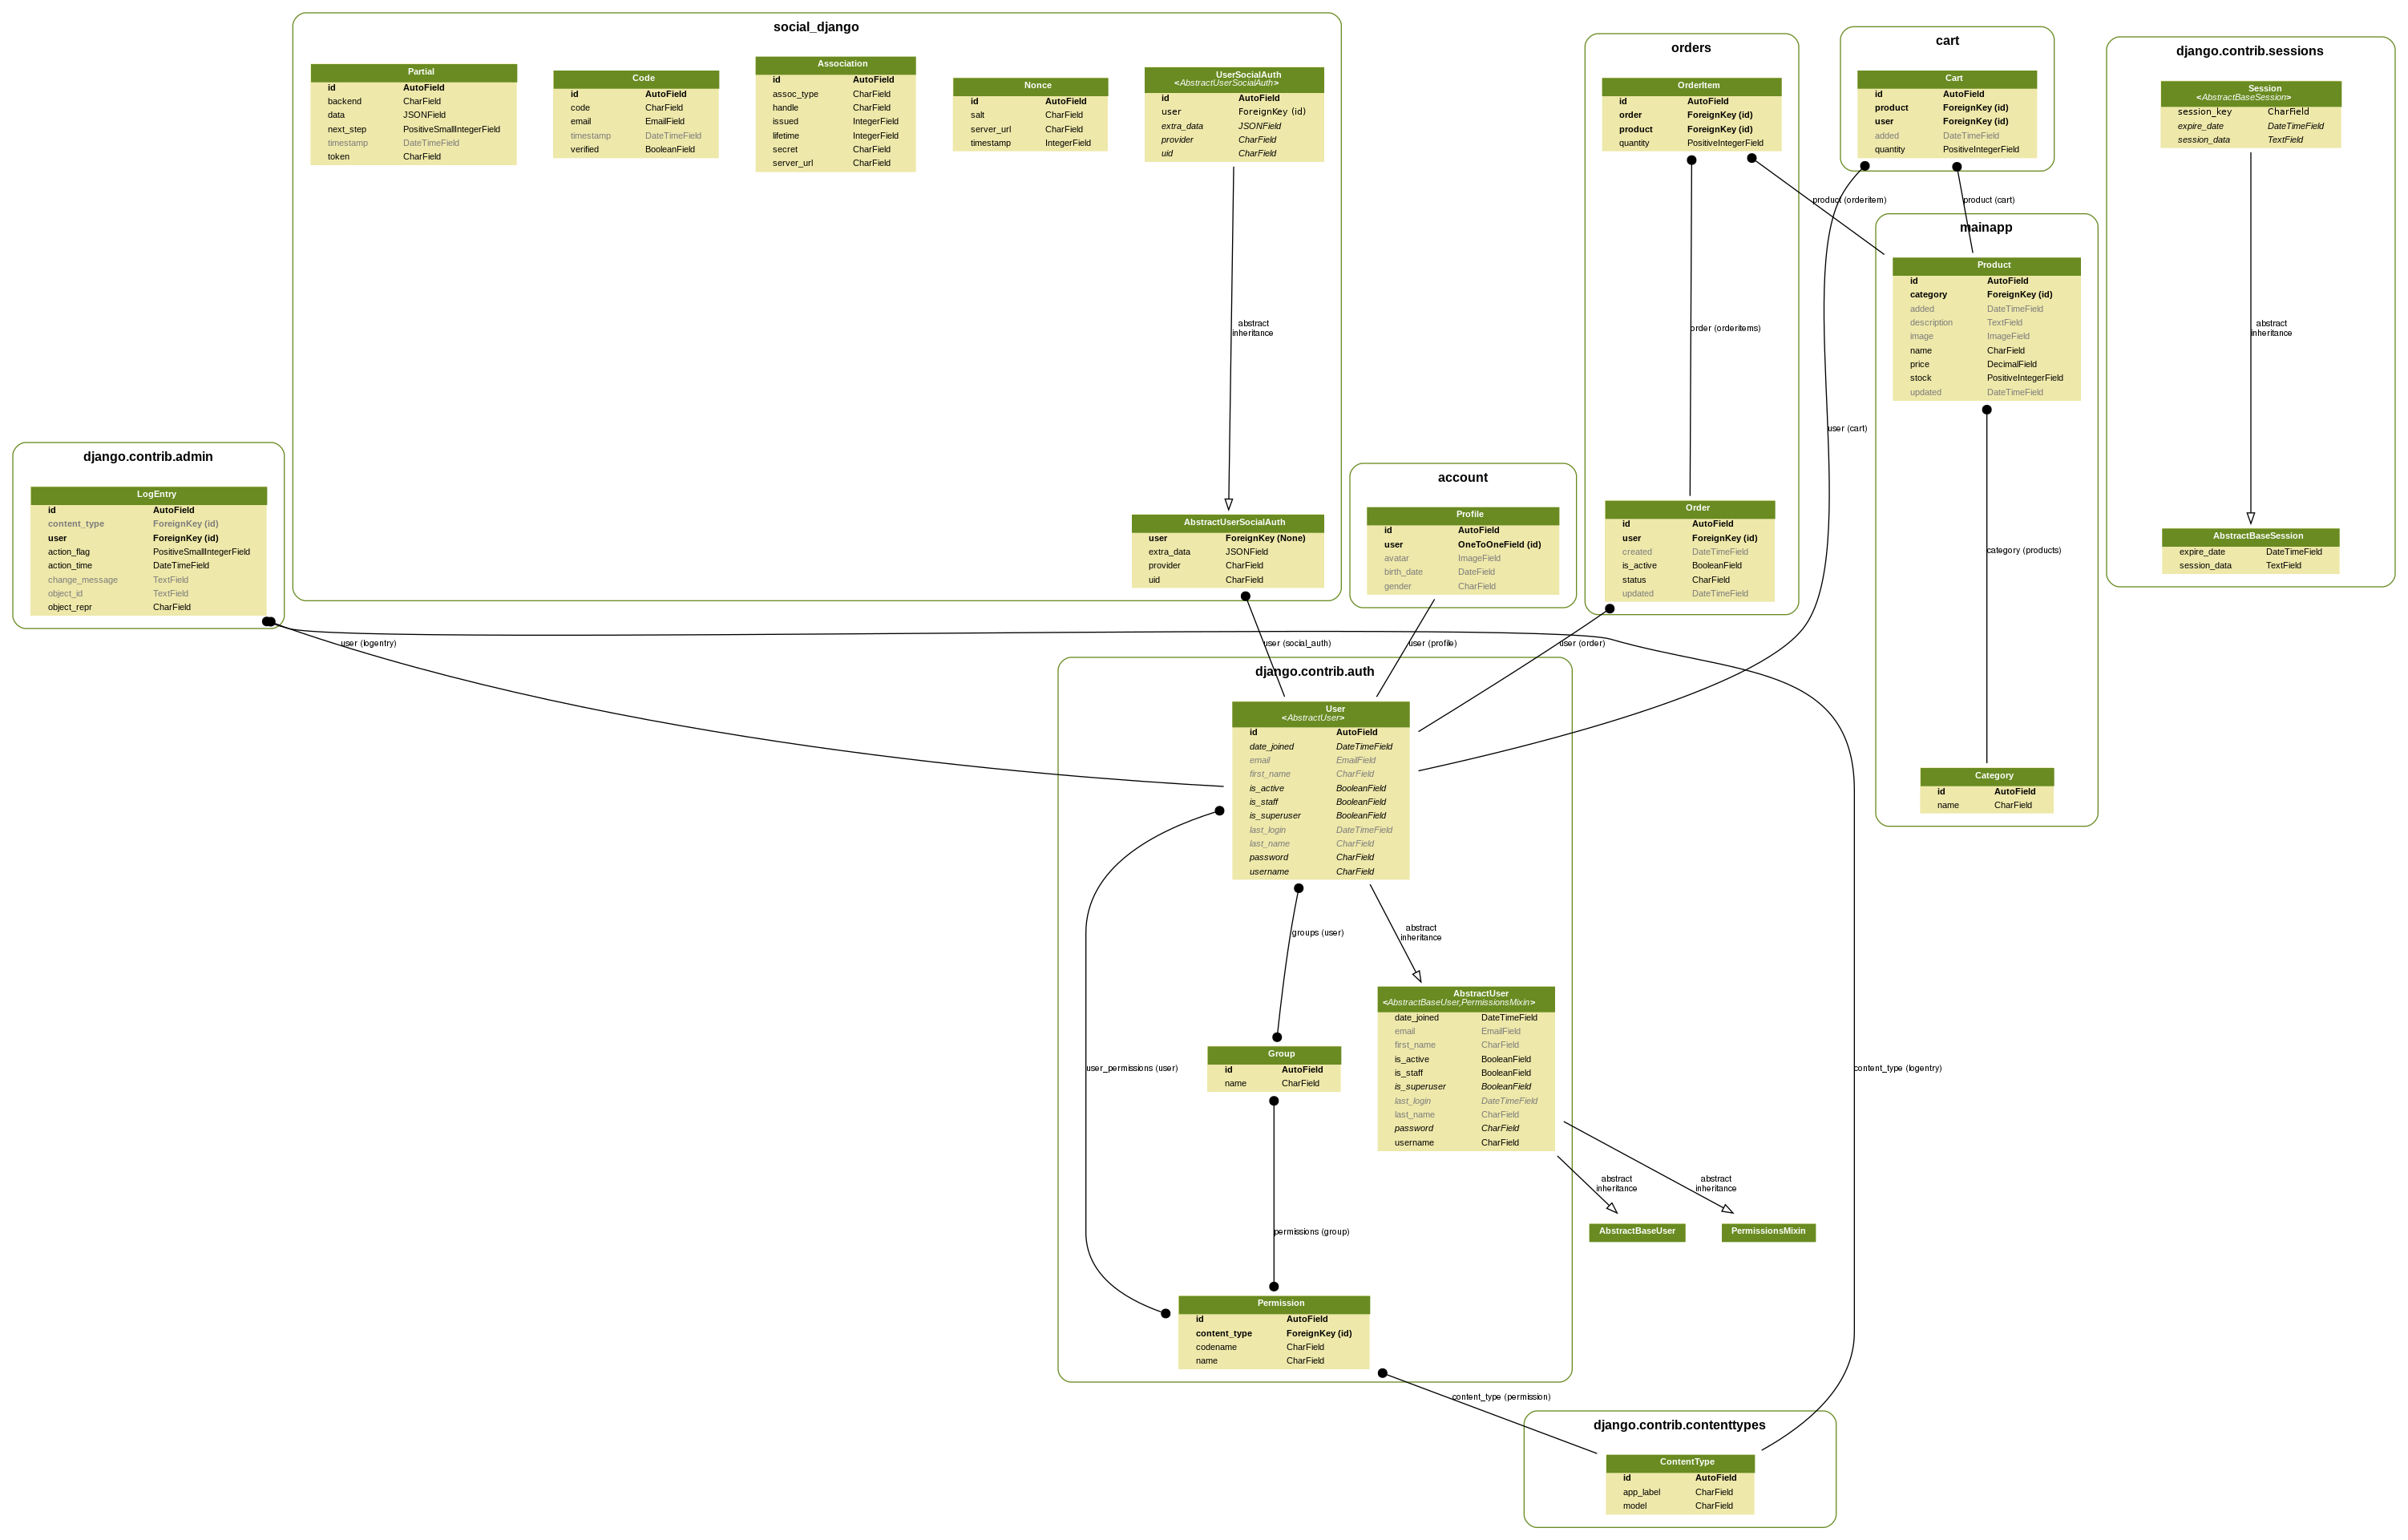 social_django
Partial
id AutoField
backend CharField
data JSONField
next_step PositiveSmallIntegerField
timestamp DateTimeField
token CharField
Code
id AutoField
code CharField
email EmailField
timestamp DateTimeField
verified BooleanField
Association
id AutoField
assoc_type CharField
handle CharField
issued IntegerField
lifetime IntegerField
secret CharField
server_url CharField
Nonce
id AutoField
salt CharField
server_url CharField
timestamp IntegerField
UserSocialAuth
<AbstractUserSocialAuth>
id AutoField
user ForeignKey (id)
extra_data JSONField
provider CharField
uid CharField
abstract
inheritance
AbstractUserSocialAuth
user ForeignKey (None)
extra_data JSONField
provider CharField
uid CharField
orders
OrderItem
id AutoField
order ForeignKey (id)
product ForeignKey (id)
quantity PositiveIntegerField
order (orderitems)
Order
id AutoField
user ForeignKey (id)
created DateTimeField
is_active BooleanField
status CharField
updated DateTimeField
cart
Cart
id AutoField
product ForeignKey (id)
user ForeignKey (id)
added DateTimeField
quantity PositiveIntegerField
product (orderitem)
product (cart)
user (cart)
mainapp
Product
id AutoField
category ForeignKey (id)
added DateTimeField
description TextField
image ImageField
name CharField
price DecimalField
stock PositiveIntegerField
updated DateTimeField
category (products)
Category
id AutoField
name CharField
django.contrib.sessions
Session
<AbstractBaseSession>
session_key CharField
expire_date DateTimeField
session_data TextField
abstract
inheritance
AbstractBaseSession
expire_date DateTimeField
session_data TextField
django.contrib.admin
LogEntry
id AutoField
content_type ForeignKey (id)
user ForeignKey (id)
action_flag PositiveSmallIntegerField
action_time DateTimeField
change_message TextField
object_id TextField
object_repr CharField
account
Profile
id AutoField
user OneToOneField (id)
avatar ImageField
birth_date DateField
gender CharField
user (logentry)
user (social_auth)
user (profile)
user (order)
django.contrib.auth
User
<AbstractUser>
id AutoField
date_joined DateTimeField
email EmailField
first_name CharField
is_active BooleanField
is_staff BooleanField
is_superuser BooleanField
last_login DateTimeField
last_name CharField
password CharField
username CharField
groups (user)
abstract
inheritance
AbstractUser
<AbstractBaseUser,PermissionsMixin>
date_joined DateTimeField
email EmailField
first_name CharField
is_active BooleanField
is_staff BooleanField
is_superuser BooleanField
last_login DateTimeField
last_name CharField
password CharField
username CharField
Group
id AutoField
name CharField
user_permissions (user)
content_type (logentry)
abstract
inheritance
abstract
inheritance
AbstractBaseUser
PermissionsMixin
permissions (group)
Permission
id AutoField
content_type ForeignKey (id)
codename CharField
name CharField
content_type (permission)
django.contrib.contenttypes
ContentType
id AutoField
app_label CharField
model CharField